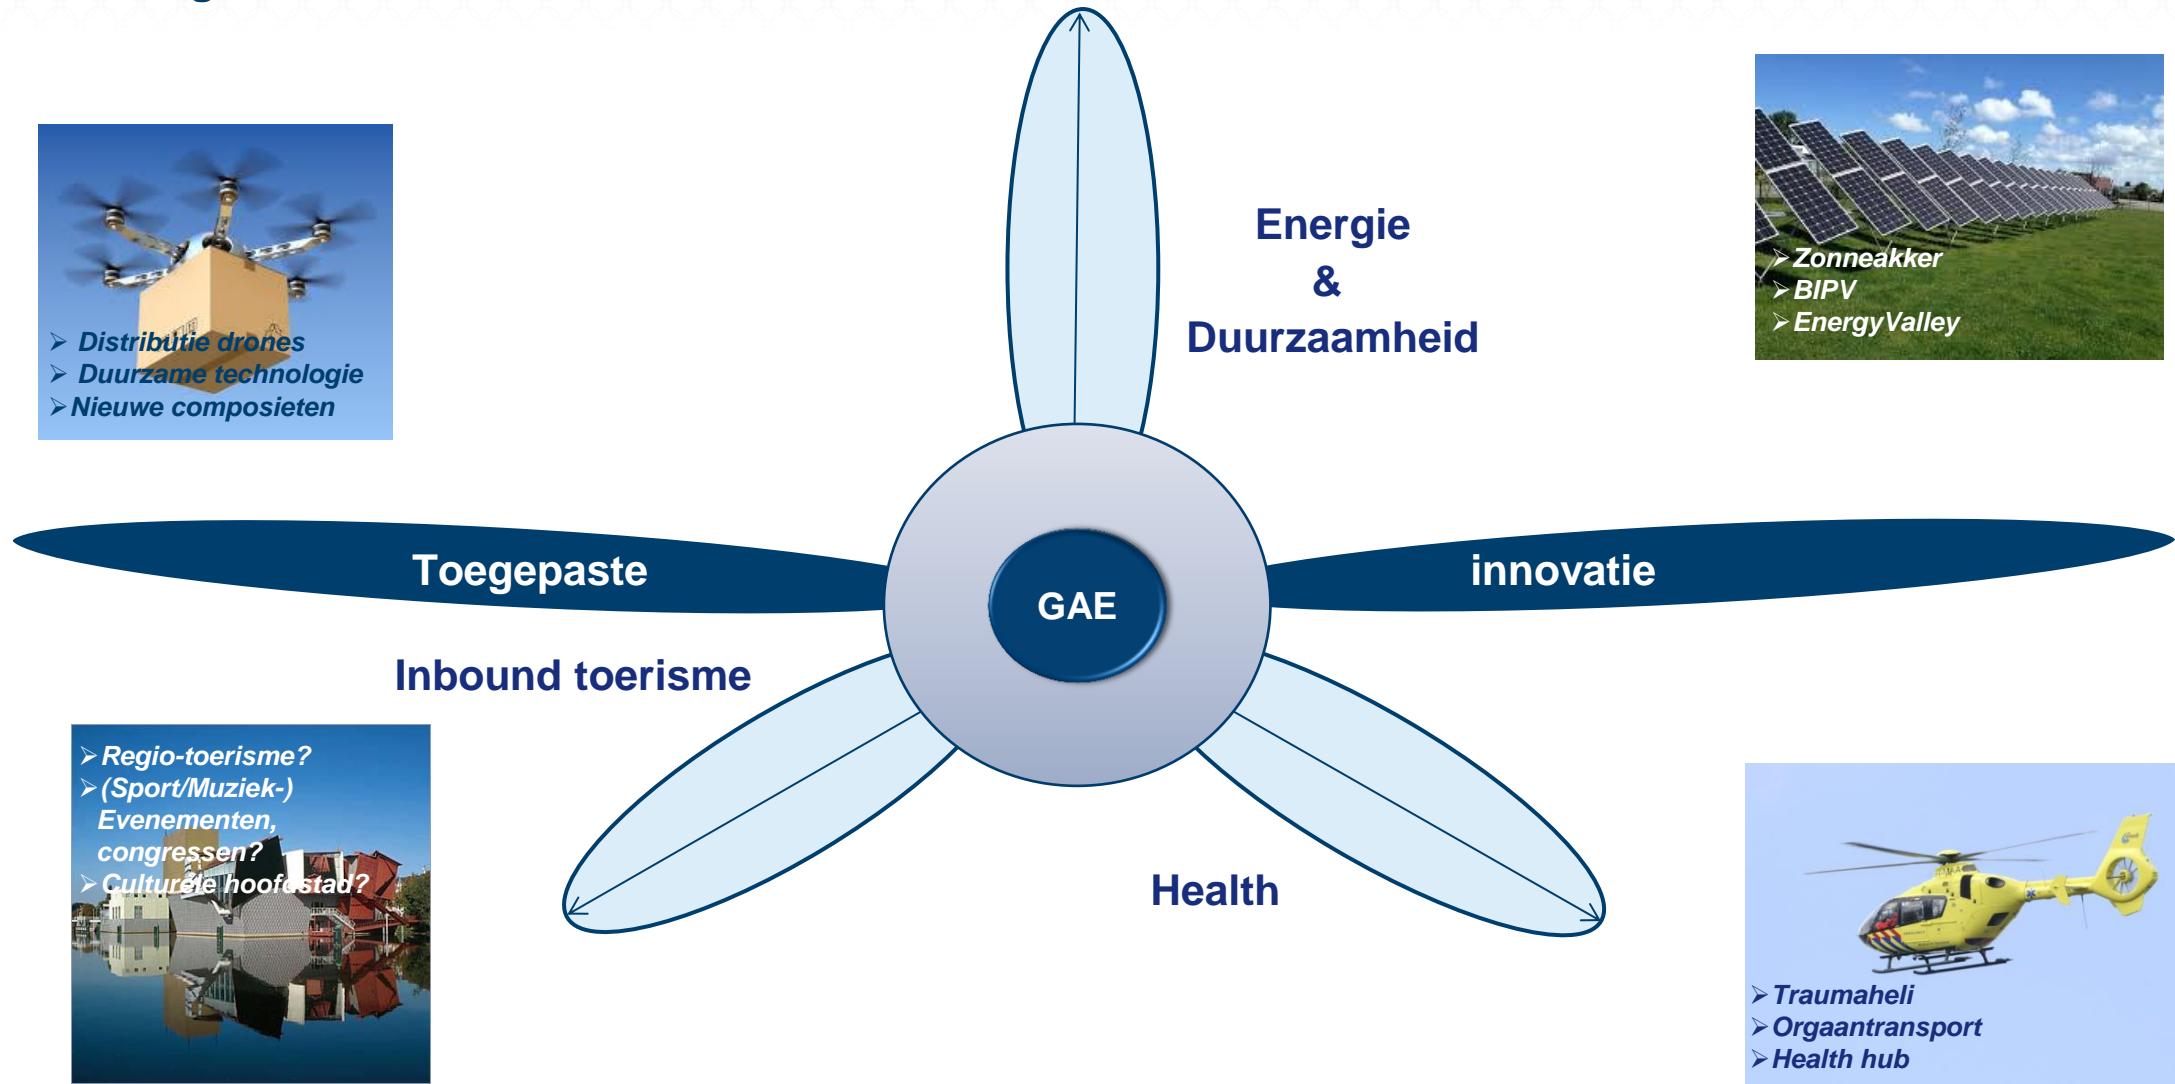 Energie
&
Duurzaamheid
Distributie drones
Duurzame technologie
Nieuwe composieten
Zonneakker
BIPV
EnergyValley
Toegepaste
innovatie
GAE
Inbound toerisme
Regio-toerisme?
(Sport/Muziek-)
Evenementen,
congressen?
Culturele hoofdstad?
Health
Traumaheli
Orgaantransport
Health hub